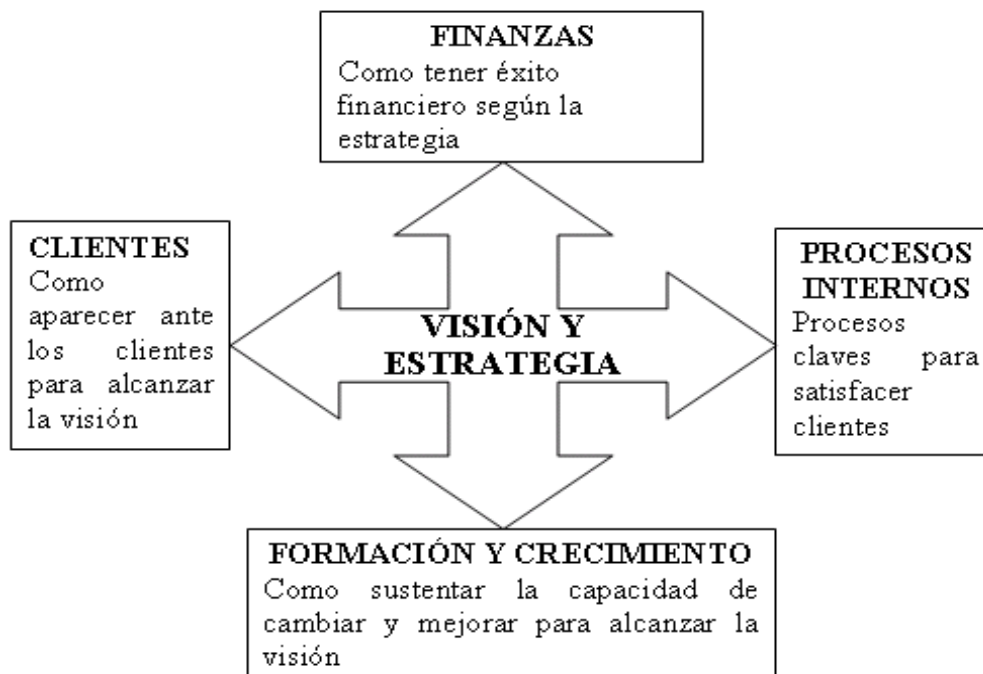 FINANZAS
Como tener éxito
financiero según la
estrategia
CLIENTES
Como
aparecer ante
los clientes
para alcanzar
la visión
VISIÓN Y
ESTRATEGIA
PROCESOS
INTERNOS
Procesos
claves para
satisfacer
clientes
FORMACIÓN Y CRECIMIENTO
Como sustentar la capacidad de
cambiar y mejorar para alcanzar la
visión